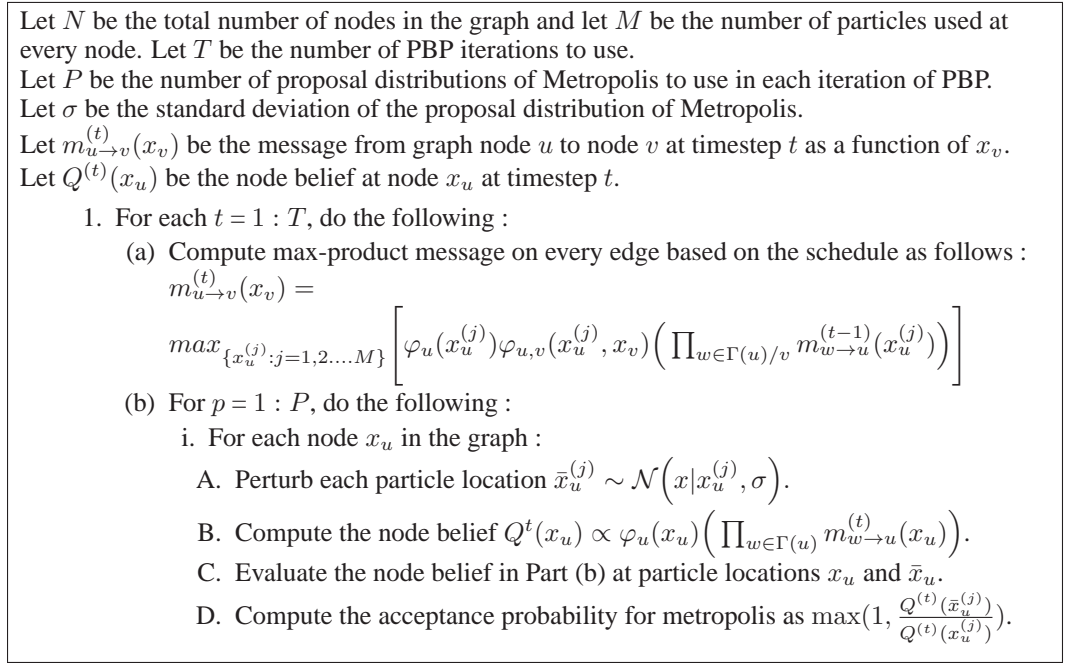 Let N be the total number of nodes in the graph and let M be the number of particles used at
every node. Let T be the number of PBP iterations to use.
Let P be the number of proposal distributions of Metropolis to use in each iteration of PBP.
Let σ be the standard deviation of the proposal distribution of Metropolis.
Let m_{u→v}^{(t)}(x_v) be the message from graph node u to node v at timestep t as a function of x_v.
Let Q^{(t)}(x_u) be the node belief at node x_u at timestep t.
1. For each t = 1 : T, do the following :
(a) Compute max-product message on every edge based on the schedule as follows :
m_{u→v}^{(t)}(x_v) =
max_{\{x_u^{(j)}:j=1,2....M\}} [φ_u(x_u^{(j)})φ_{u,v}(x_u^{(j)}, x_v)(∏_{w∈Γ(u)/v} m_{w→u}^{(t−1)}(x_u^{(j)}))]
(b) For p = 1 : P, do the following :
i. For each node x_u in the graph :
A. Perturb each particle location x̄_u^{(j)} ∼ 𝒩(x|x_u^{(j)}, σ).
B. Compute the node belief Q^t(x_u) ∝ φ_u(x_u)(∏_{w∈Γ(u)} m_{w→u}^{(t)}(x_u)).
C. Evaluate the node belief in Part (b) at particle locations x_u and x̄_u.
D. Compute the acceptance probability for metropolis as max(1, \frac{Q^{(t)}(x̄_u^{(j)})}{Q^{(t)}(x_u^{(j)})}).